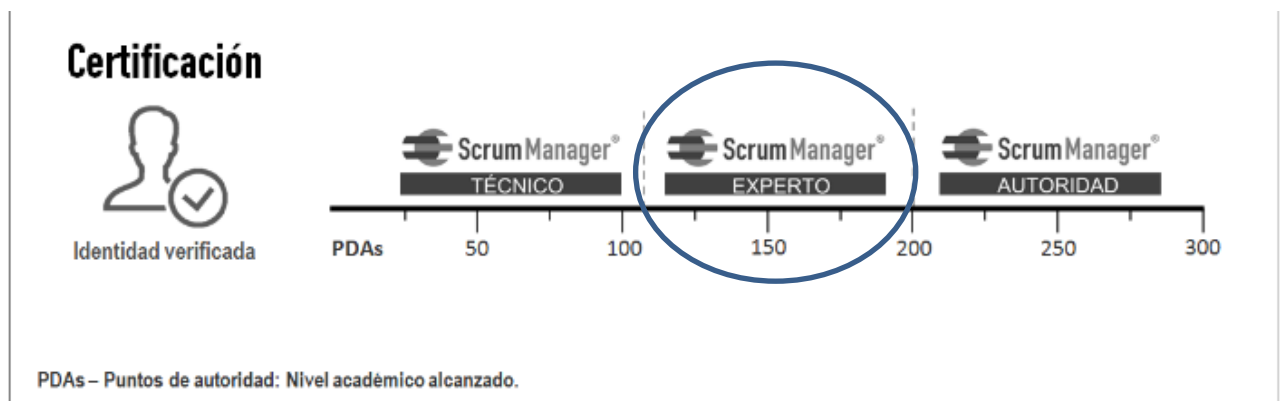 Certificación
ScrumManager® ScrumManager® ScrumManager®
TÉCNICO EXPERTO AUTORIDAD
Identidad verificada PDAs 50 100 150 200 250 300
PDAs – Puntos de autoridad: Nivel académico alcanzado.